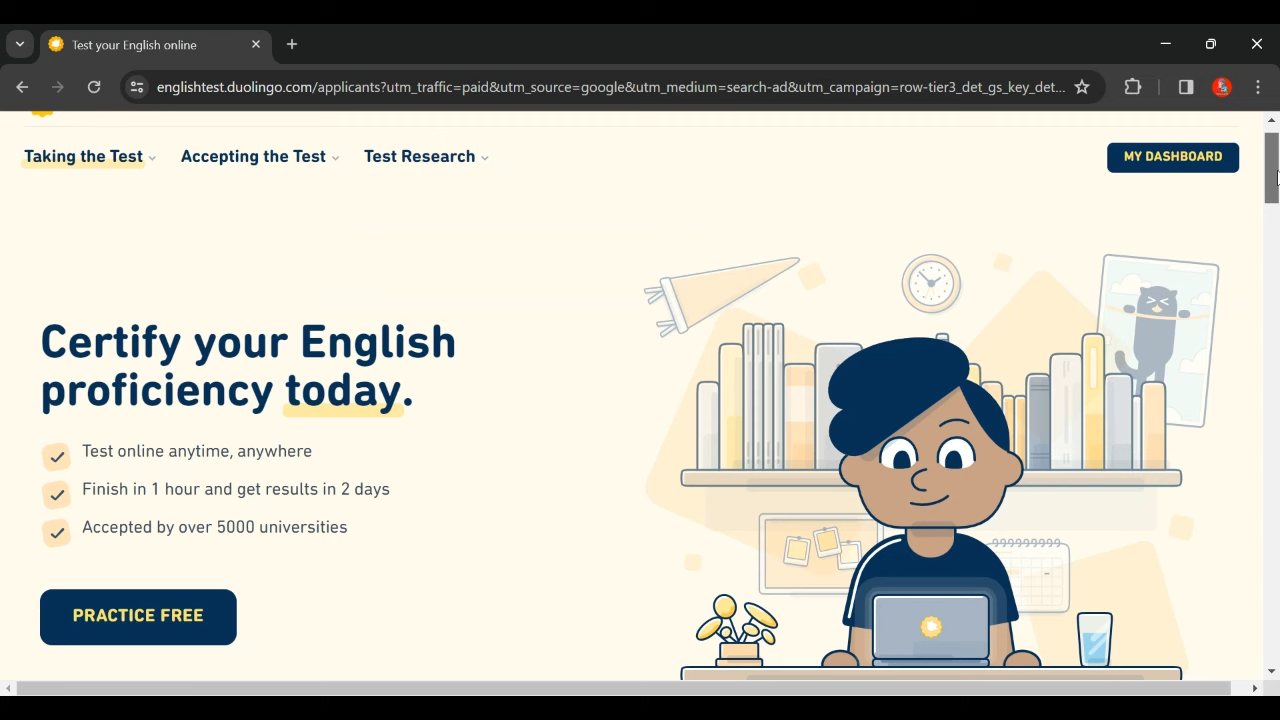 Test your English online
englishtest.duolingo.com/applicants?utm_traffic=paid&utm_source=google&utm_medium=search-ad&utm_campaign=row-tier3_det_gs_key_det...
Taking the Test
Accepting the Test
Test Research
MY DASHBOARD
Certify your English
proficiency today.
Test online anytime, anywhere
Finish in 1 hour and get results in 2 days
Accepted by over 5000 universities
PRACTICE FREE